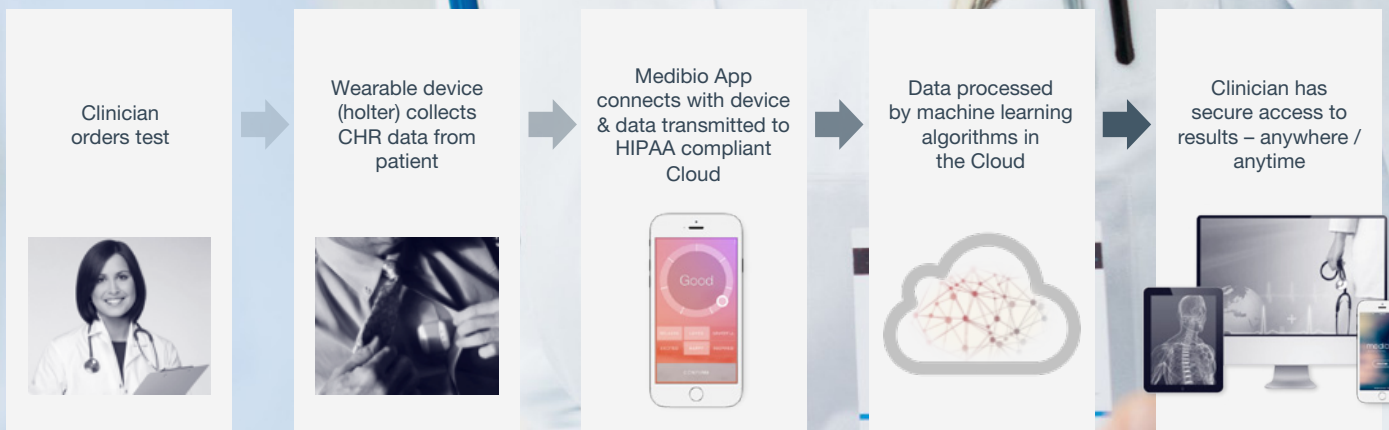 Clinician
orders test
Wearable device
(holter) collects
CHR data from
patient
Medibio App
connects with device
& data transmitted to
HIPAA compliant
Cloud
Good
Data processed
by machine learning
algorithms in
the Cloud
Clinician has
secure access to
results – anywhere /
anytime